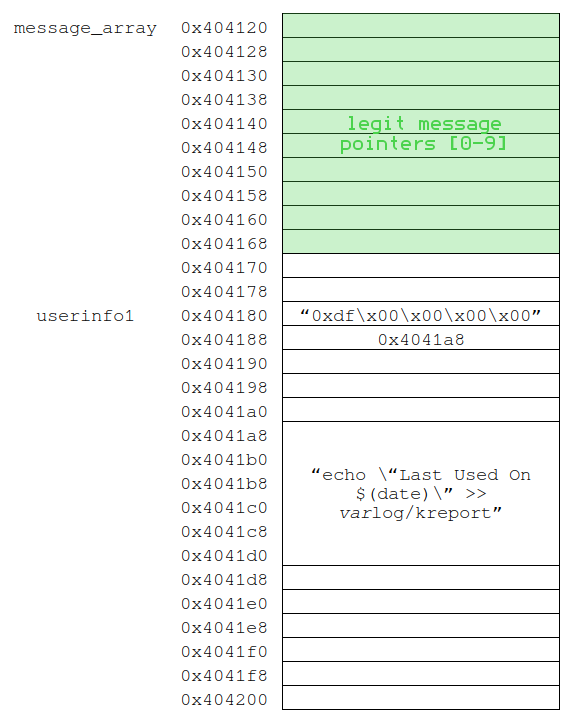 message_array 0x404120
0x404128
0x404130
0x404138
0x404140 legit message
0x404148 pointers [0-9]
0x404150
0x404158
0x404160
0x404168
0x404170
0x404178
userinfo1 0x404180 “0xdf\x00\x00\x00\x00”
0x404188 0x4041a8
0x404190
0x404198
0x4041a0
0x4041a8
0x4041b0 “echo \“Last Used On
0x4041b8 $(date)\” >>
0x4041c0 varlog/kreport”
0x4041c8
0x4041d0
0x4041d8
0x4041e0
0x4041e8
0x4041f0
0x4041f8
0x404200